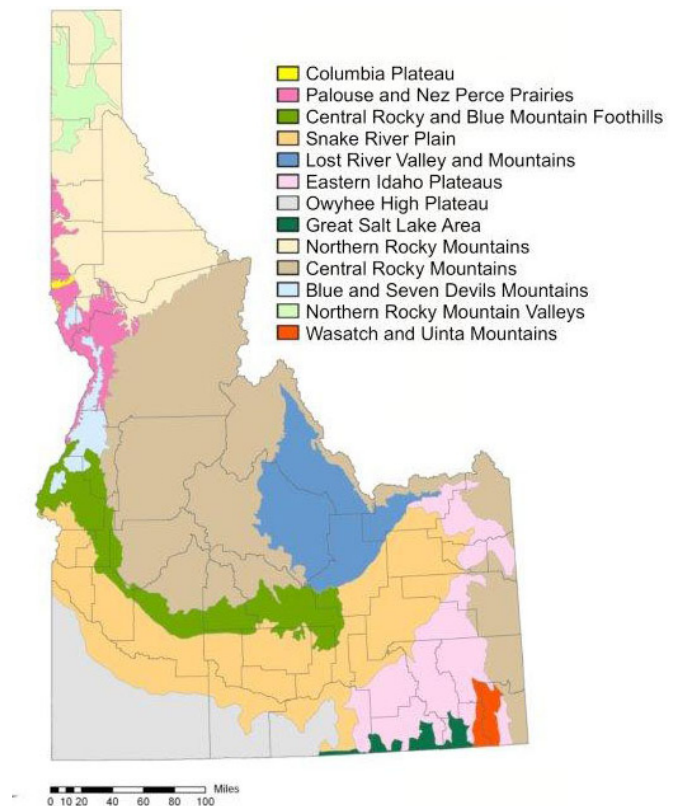 Columbia Plateau
Palouse and Nez Perce Prairies
Central Rocky and Blue Mountain Foothills
Snake River Plain
Lost River Valley and Mountains
Eastern Idaho Plateaus
Owyhee High Plateau
Great Salt Lake Area
Northern Rocky Mountains
Central Rocky Mountains
Blue and Seven Devils Mountains
Northern Rocky Mountain Valleys
Wasatch and Uinta Mountains
Miles
0 10 20 40 60 80 100